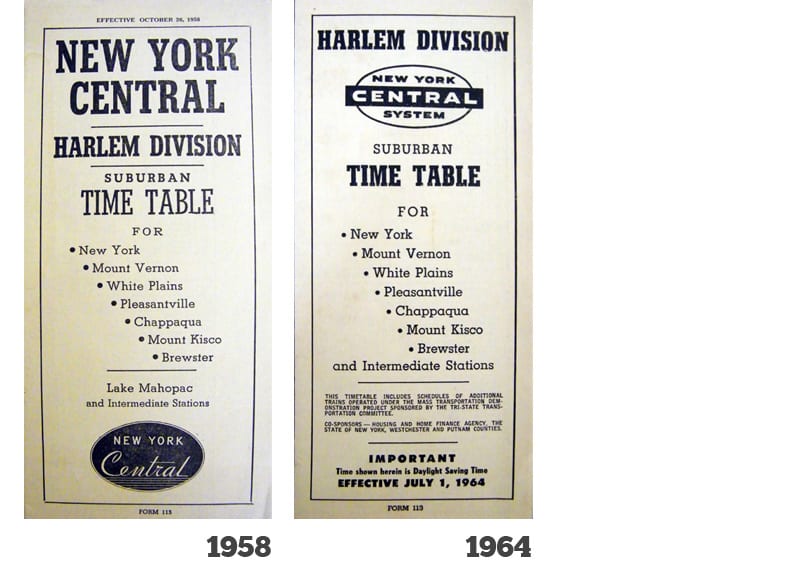 EFFECTIVE OCTOBER 26, 1958
NEW YORK
CENTRAL
HARLEM DIVISION
SUBURBAN
TIME TABLE
FOR
• New York
• Mount Vernon
• White Plains
• Pleasantville
• Chappaqua
• Mount Kisco
• Brewster
Lake Mahopac
and Intermediate Stations
NEW YORK
Central
FORM 113
1958
HARLEM DIVISION
NEW YORK
CENTRAL
SYSTEM
SUBURBAN
TIME TABLE
FOR
• New York
• Mount Vernon
• White Plains
• Pleasantville
• Chappaqua
• Mount Kisco
• Brewster
and Intermediate Stations
THIS TIMETABLE INCLUDES SCHEDULES OF ADDITIONAL
TRAINS OPERATED UNDER THE MASS TRANSPORTATION DEM-
ONSTRATION PROJECT SPONSORED BY THE TRI-STATE TRANS-
PORTATION COMMITTEE.
CO-SPONSORS — HOUSING AND HOME FINANCE AGENCY, THE
STATE OF NEW YORK, WESTCHESTER AND PUTNAM COUNTIES.
IMPORTANT
Time shown herein is Daylight Saving Time
EFFECTIVE JULY 1, 1964
FORM 113
1964